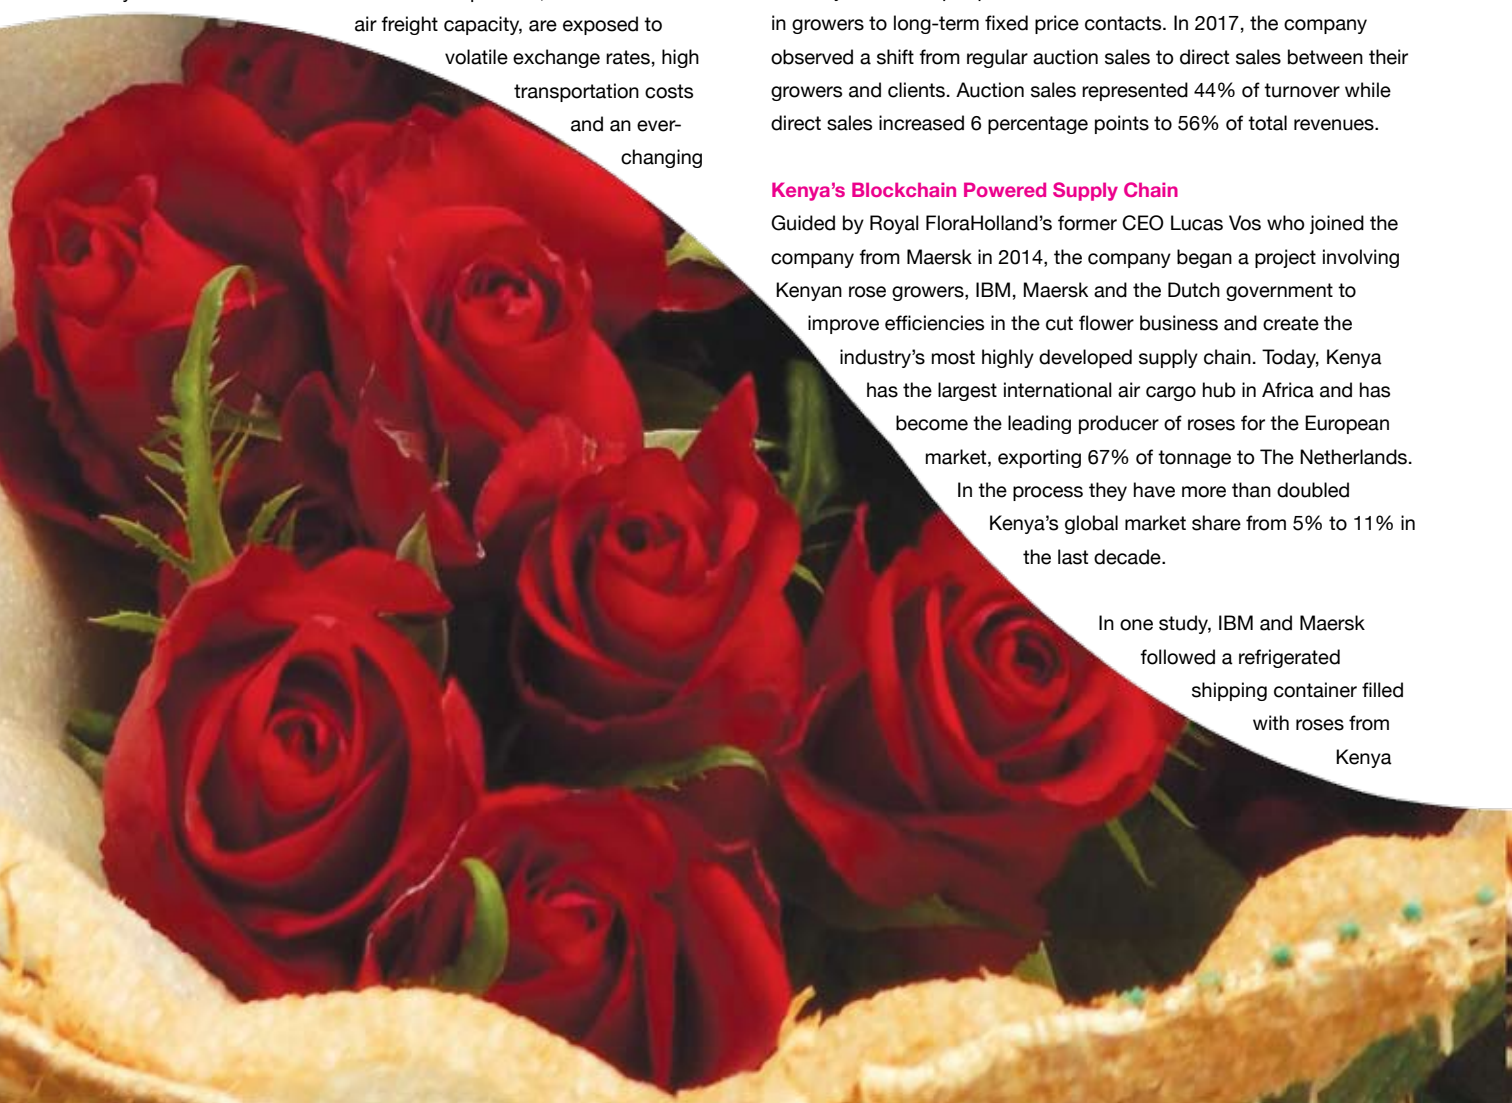 air freight capacity, are exposed to
volatile exchange rates, high
transportation costs
and an ever-
changing
in growers to long-term fixed price contacts. In 2017, the company
observed a shift from regular auction sales to direct sales between their
growers and clients. Auction sales represented 44% of turnover while
direct sales increased 6 percentage points to 56% of total revenues.
Kenya’s Blockchain Powered Supply Chain
Guided by Royal FloraHolland’s former CEO Lucas Vos who joined the
company from Maersk in 2014, the company began a project involving
Kenyan rose growers, IBM, Maersk and the Dutch government to
improve efficiencies in the cut flower business and create the
industry’s most highly developed supply chain. Today, Kenya
has the largest international air cargo hub in Africa and has
become the leading producer of roses for the European
market, exporting 67% of tonnage to The Netherlands.
In the process they have more than doubled
Kenya’s global market share from 5% to 11% in
the last decade.
In one study, IBM and Maersk
followed a refrigerated
shipping container filled
with roses from
Kenya